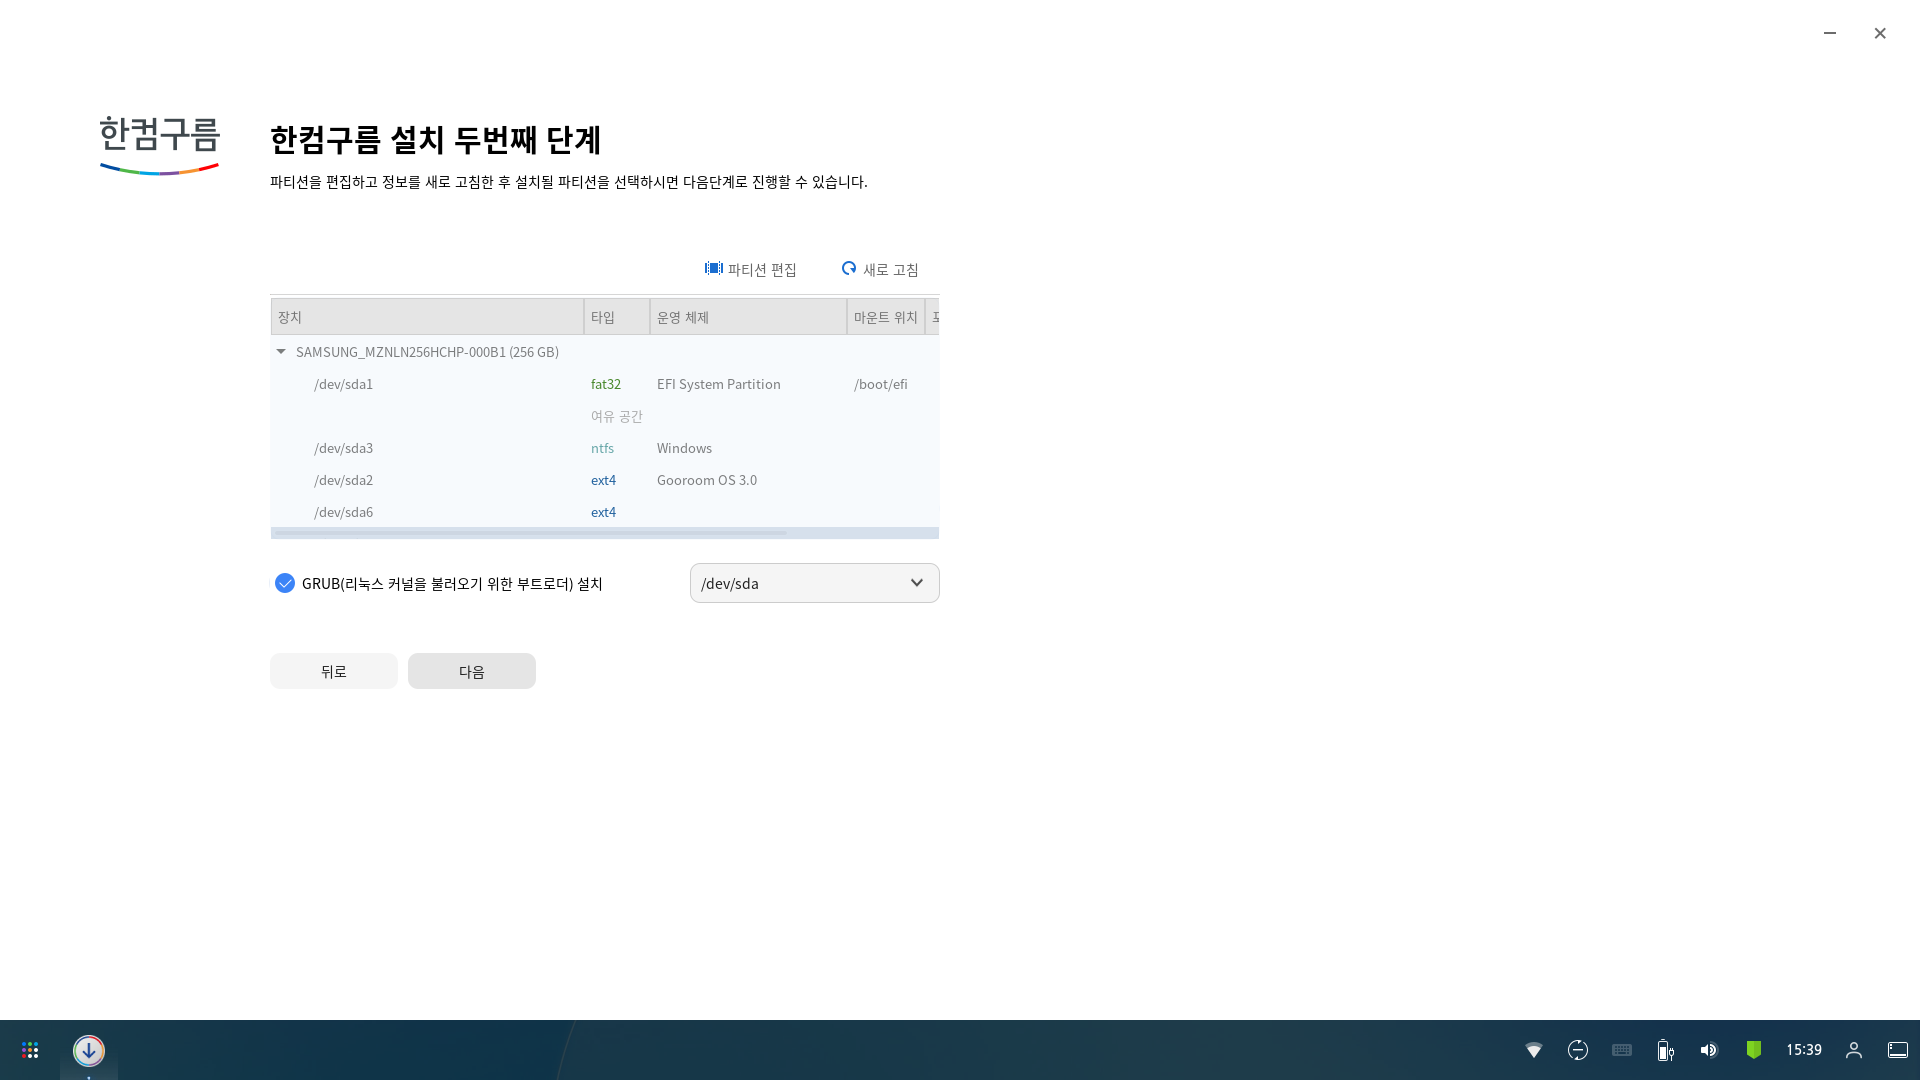 한컴구름
한컴구름 설치 두번째 단계
파티션을 편집하고 정보를 새로 고침한 후 설치될 파티션을 선택하시면 다음단계로 진행할 수 있습니다.
파티션 편집 새로 고침
장치 타입 운영 체제 마운트 위치
SAMSUNG_MZNLN256HCHP-000B1 (256 GB)
/dev/sda1 fat32 EFI System Partition /boot/efi
여유 공간
/dev/sda3 ntfs Windows
/dev/sda2 ext4 Gooroom OS 3.0
/dev/sda6 ext4
GRUB(리눅스 커널을 불러오기 위한 부트로더) 설치 /dev/sda
뒤로 다음
15:39